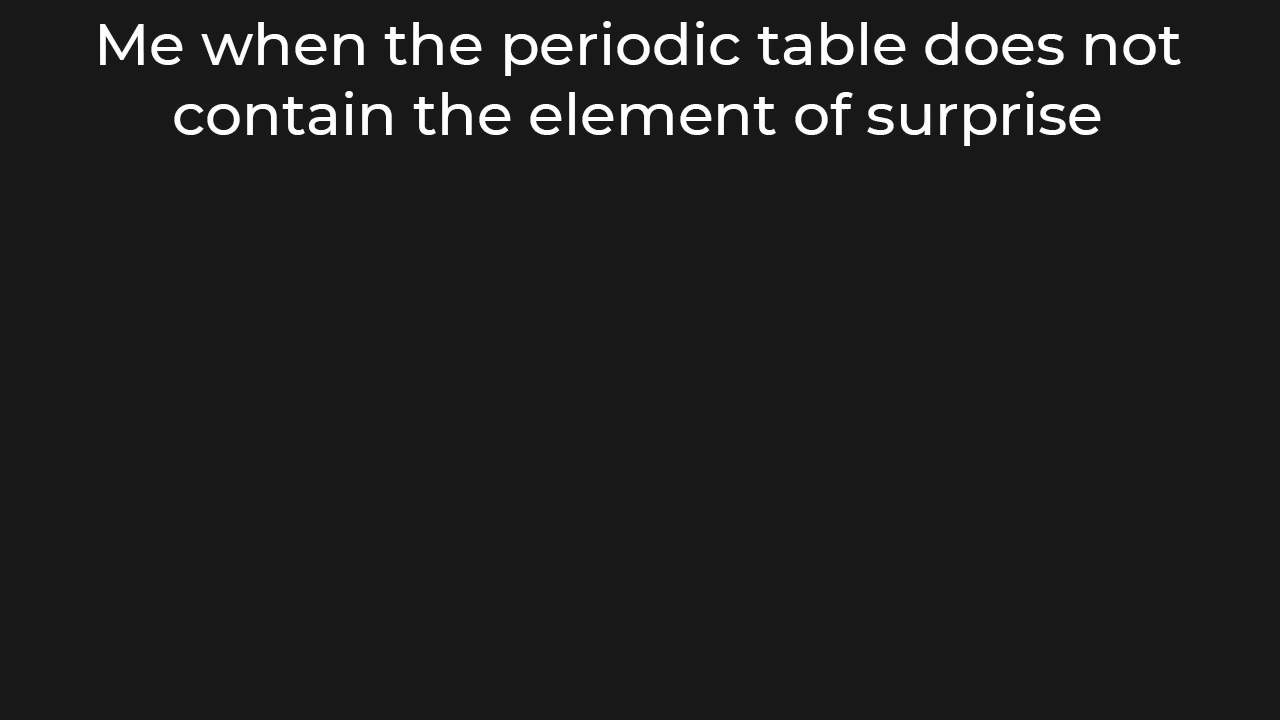 Me when the periodic table does not
contain the element of surprise